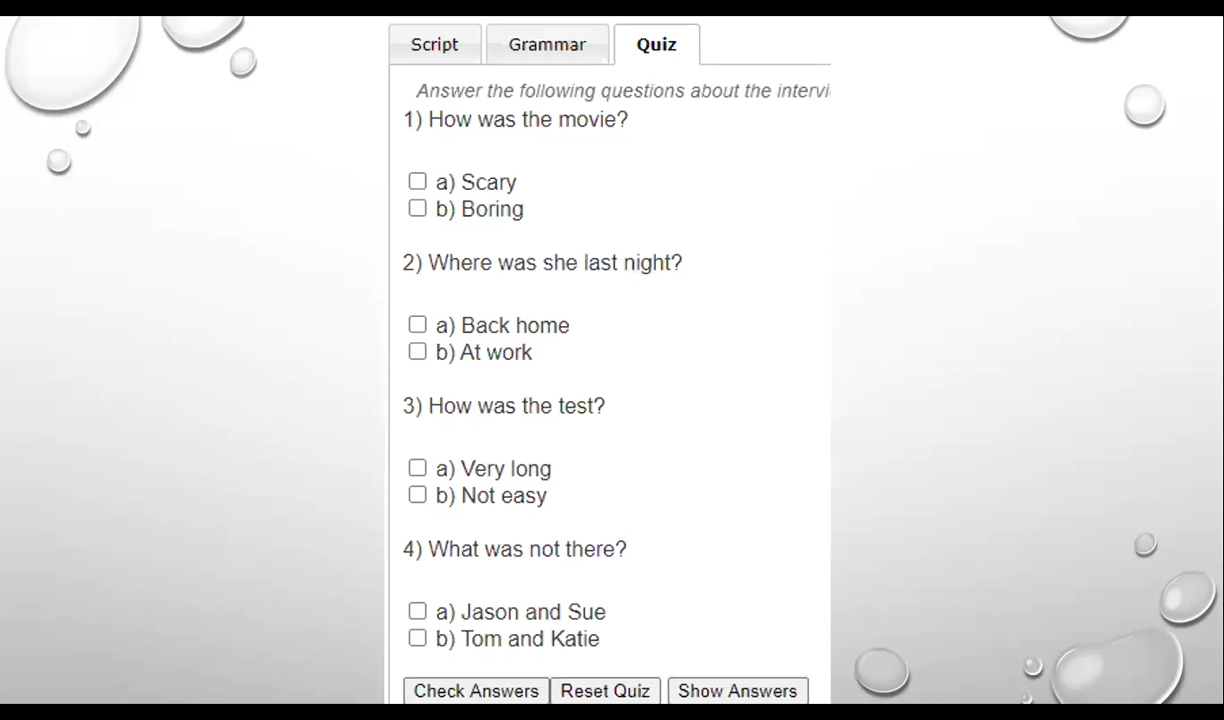 Script Grammar Quiz
Answer the following questions about the intervi
1) How was the movie?
a) Scary
b) Boring
2) Where was she last night?
a) Back home
b) At work
3) How was the test?
a) Very long
b) Not easy
4) What was not there?
a) Jason and Sue
b) Tom and Katie
Check Answers Reset Quiz Show Answers